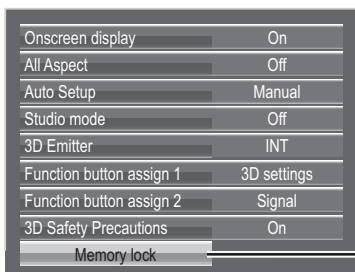 Onscreen display On
All Aspect Off
Auto Setup Manual
Studio mode Off
3D Emitter INT
Function button assign 1 3D settings
Function button assign 2 Signal
3D Safety Precautions On
Memory lock